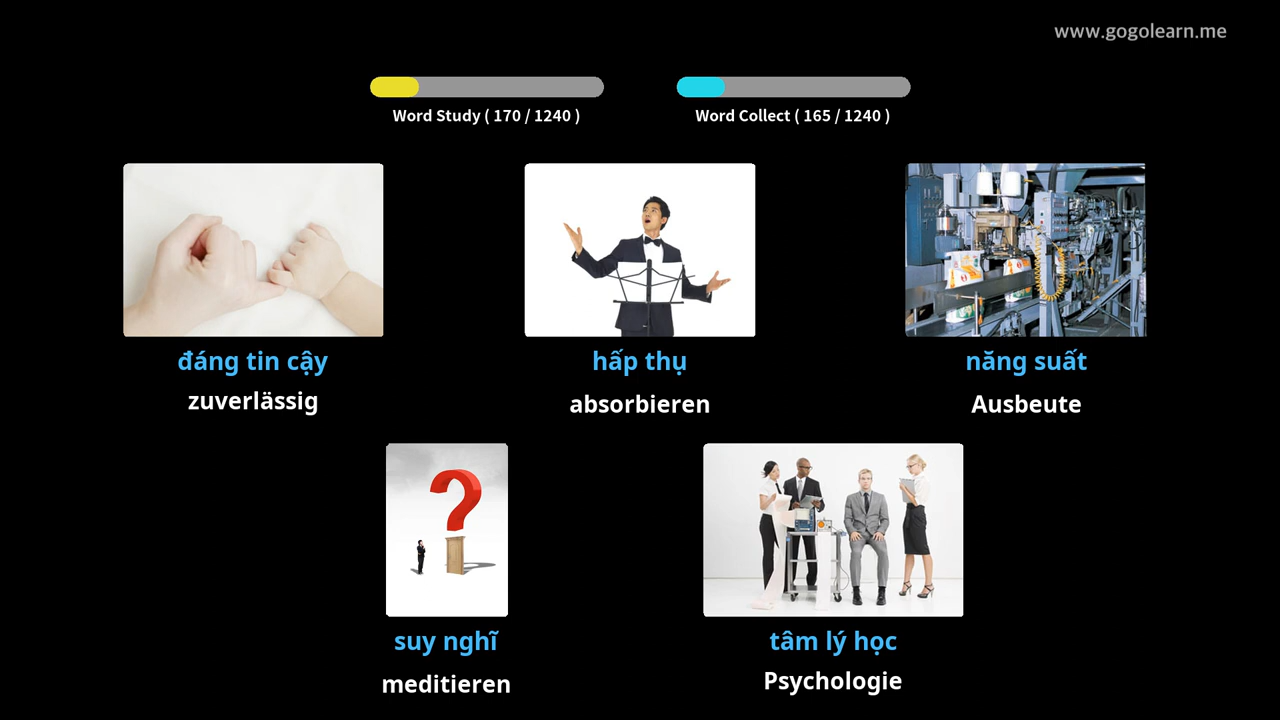 www.gogolearn.me
Word Study ( 170 / 1240 )
Word Collect ( 165 / 1240 )
đáng tin cậy
zuverlässig
hấp thụ
absorbieren
năng suất
Ausbeute
suy nghĩ
meditieren
tâm lý học
Psychologie